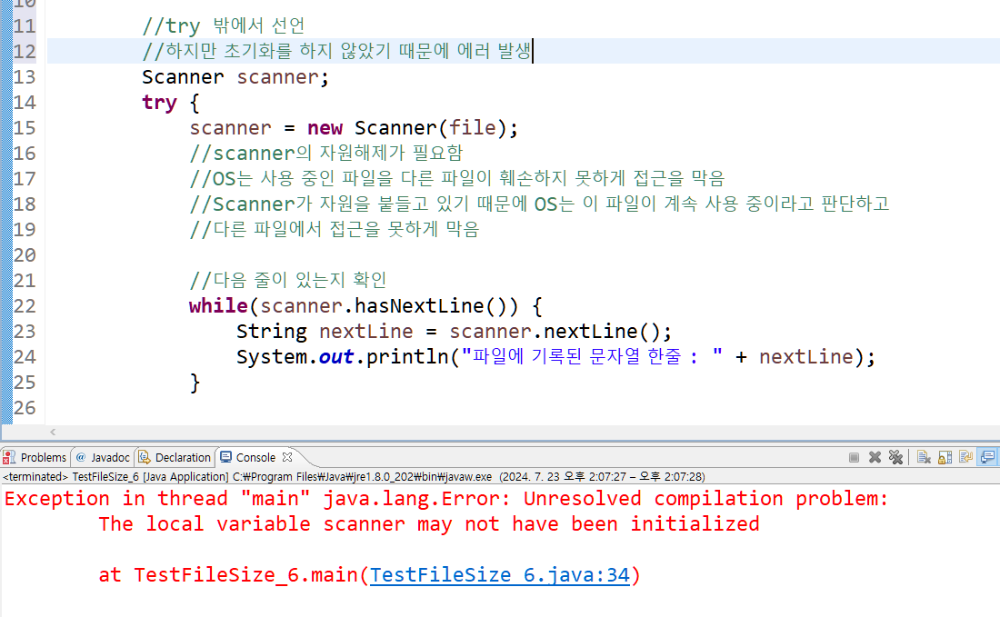 10
11 //try 밖에서 선언
12 //하지만 초기화를 하지 않았기 때문에 에러 발생
13 Scanner scanner;
14 try {
15 scanner = new Scanner(file);
16 //scanner의 자원해제가 필요함
17 //OS는 사용 중인 파일을 다른 파일이 훼손하지 못하게 접근을 막음
18 //Scanner가 자원을 붙들고 있기 때문에 OS는 이 파일이 계속 사용 중이라고 판단하고
19 //다른 파일에서 접근을 못하게 막음
20
21 //다음 줄이 있는지 확인
22 while(scanner.hasNextLine()) {
23 String nextLine = scanner.nextLine();
24 System.out.println("파일에 기록된 문자열 한줄 : " + nextLine);
25 }
26
Problems @ Javadoc Declaration Console
<terminated> TestFileSize_6 [Java Application] C:₩Program Files₩Java₩jre1.8.0_202₩bin₩javaw.exe (2024. 7. 23 오후 2:07:27 – 오후 2:07:28)
Exception in thread "main" java.lang.Error: Unresolved compilation problem:
The local variable scanner may not have been initialized
at TestFileSize_6.main(TestFileSize_6.java:34)